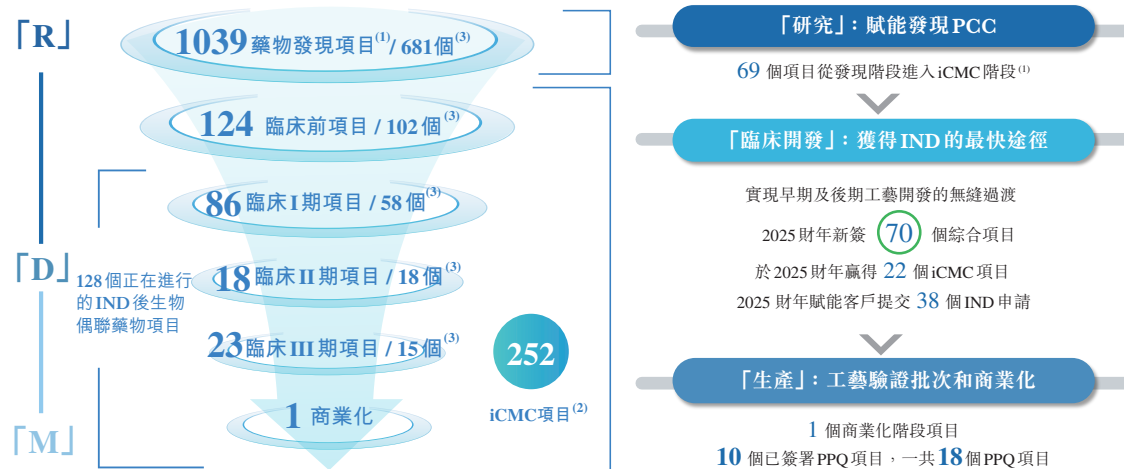 「R」
1039 藥物發現項目(1)/ 681個(3)
124 臨床前項目 / 102個(3)
86 臨床I期項目 / 58個(3)
「D」
128個正在進行
的IND後生物
偶聯藥物項目
18 臨床II期項目 / 18個(3)
23 臨床III期項目 / 15個(3)
252
iCMC項目(2)
1 商業化
「M」
「研究」：賦能發現PCC
69 個項目從發現階段進入iCMC階段(1)
「臨床開發」：獲得IND的最快途徑
實現早期及後期工藝開發的無縫過渡
2025財年新簽 70 個綜合項目
於2025財年贏得 22 個iCMC項目
2025 財年賦能客戶提交 38 個IND申請
「生產」：工藝驗證批次和商業化
1 個商業化階段項目
10 個已簽署PPQ項目，一共18個PPQ項目